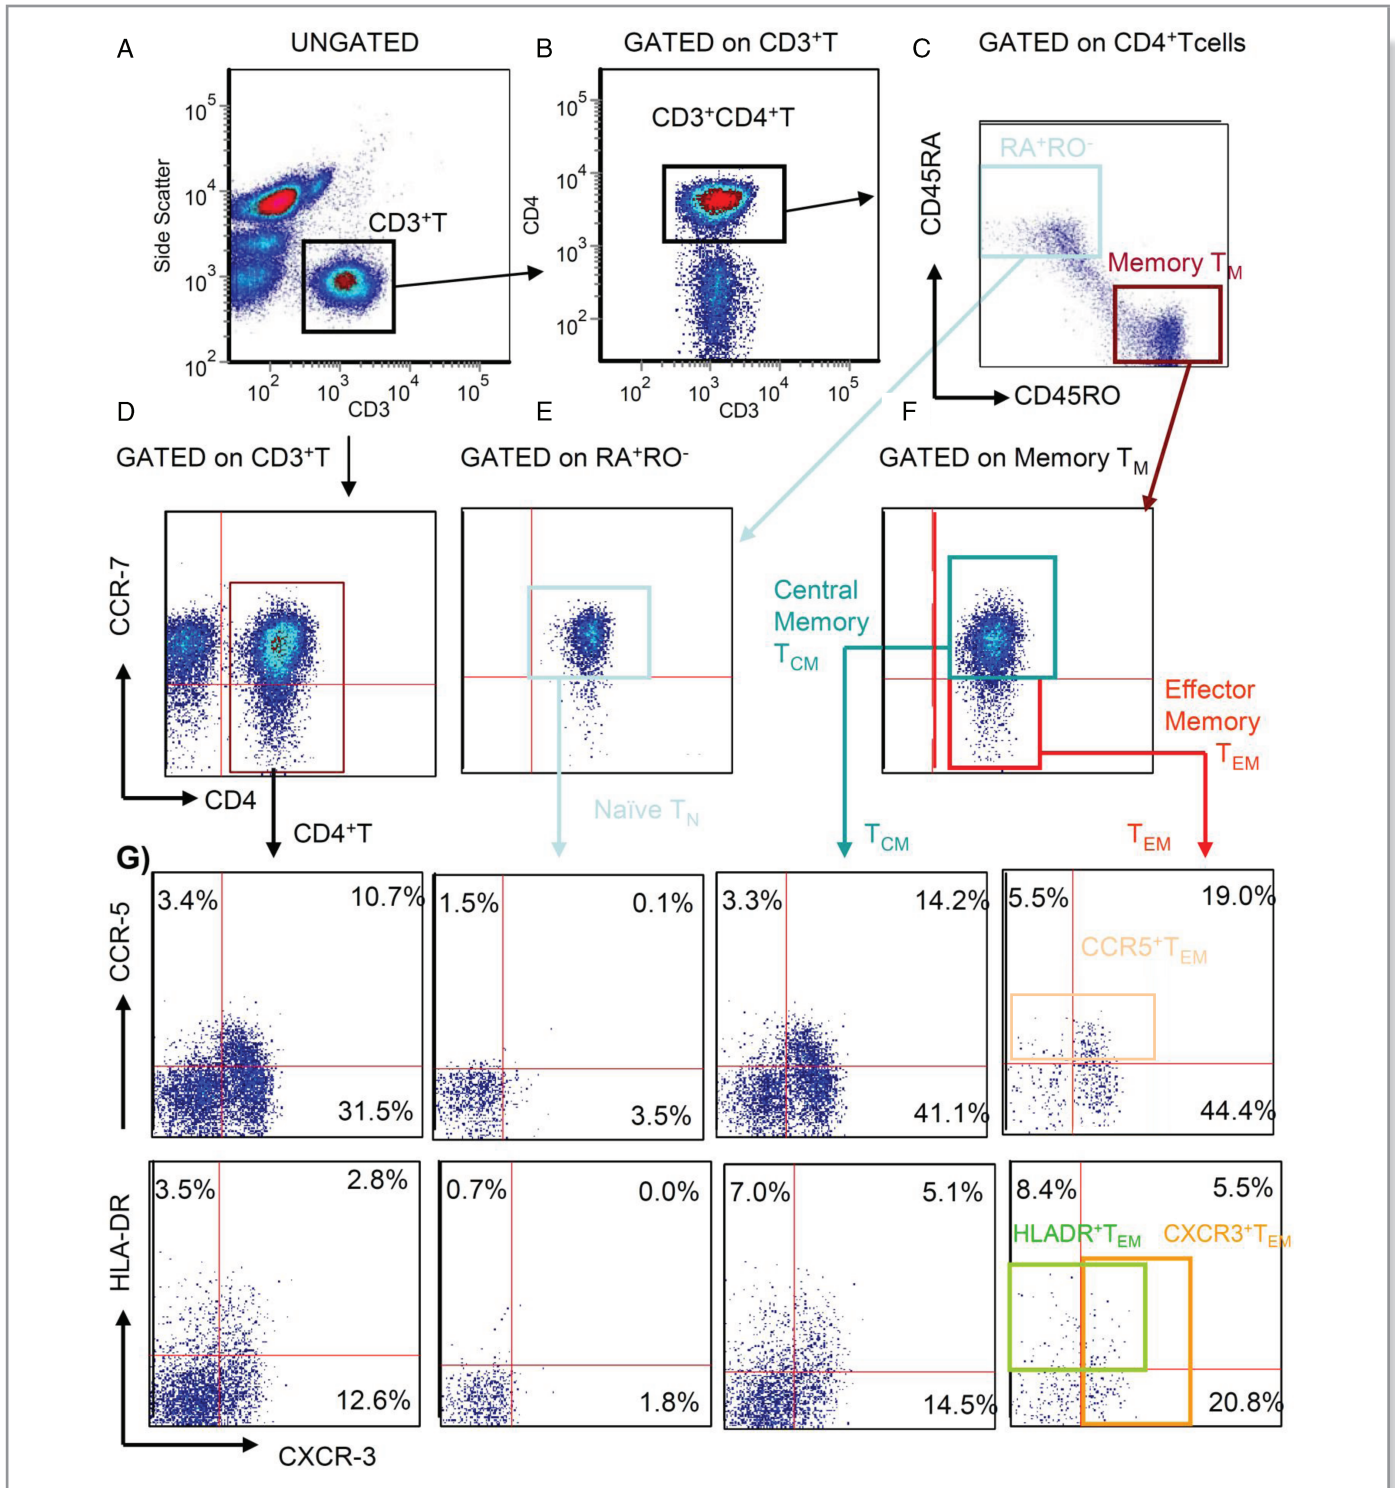 A UNGATED B GATED on CD3⁺T C GATED on CD4⁺Tcells
Side Scatter
10⁵
10⁴
10³
10²
CD3⁺T
10² 10³ 10⁴ 10⁵
CD3
CD4
10⁵
10⁴
10³
10²
CD3⁺CD4⁺T
10² 10³ 10⁴ 10⁵
CD3
CD45RA
RA⁺RO⁻
Memory T_M
CD45RO
D E F
GATED on CD3⁺T GATED on RA⁺RO⁻ GATED on Memory T_M
CCR-7
CD4
CD4⁺T
Naïve T_N
Central
Memory
T_CM
Effector
Memory
T_EM
T_CM
T_EM
G)
CCR-5
3.4% 10.7% 1.5% 0.1% 3.3% 14.2% 5.5% 19.0%
CCR5⁺T_EM
31.5% 3.5% 41.1% 44.4%
HLA-DR
3.5% 2.8% 0.7% 0.0% 7.0% 5.1% 8.4% 5.5%
HLADR⁺T_EM CXCR3⁺T_EM
12.6% 1.8% 14.5% 20.8%
CXCR-3